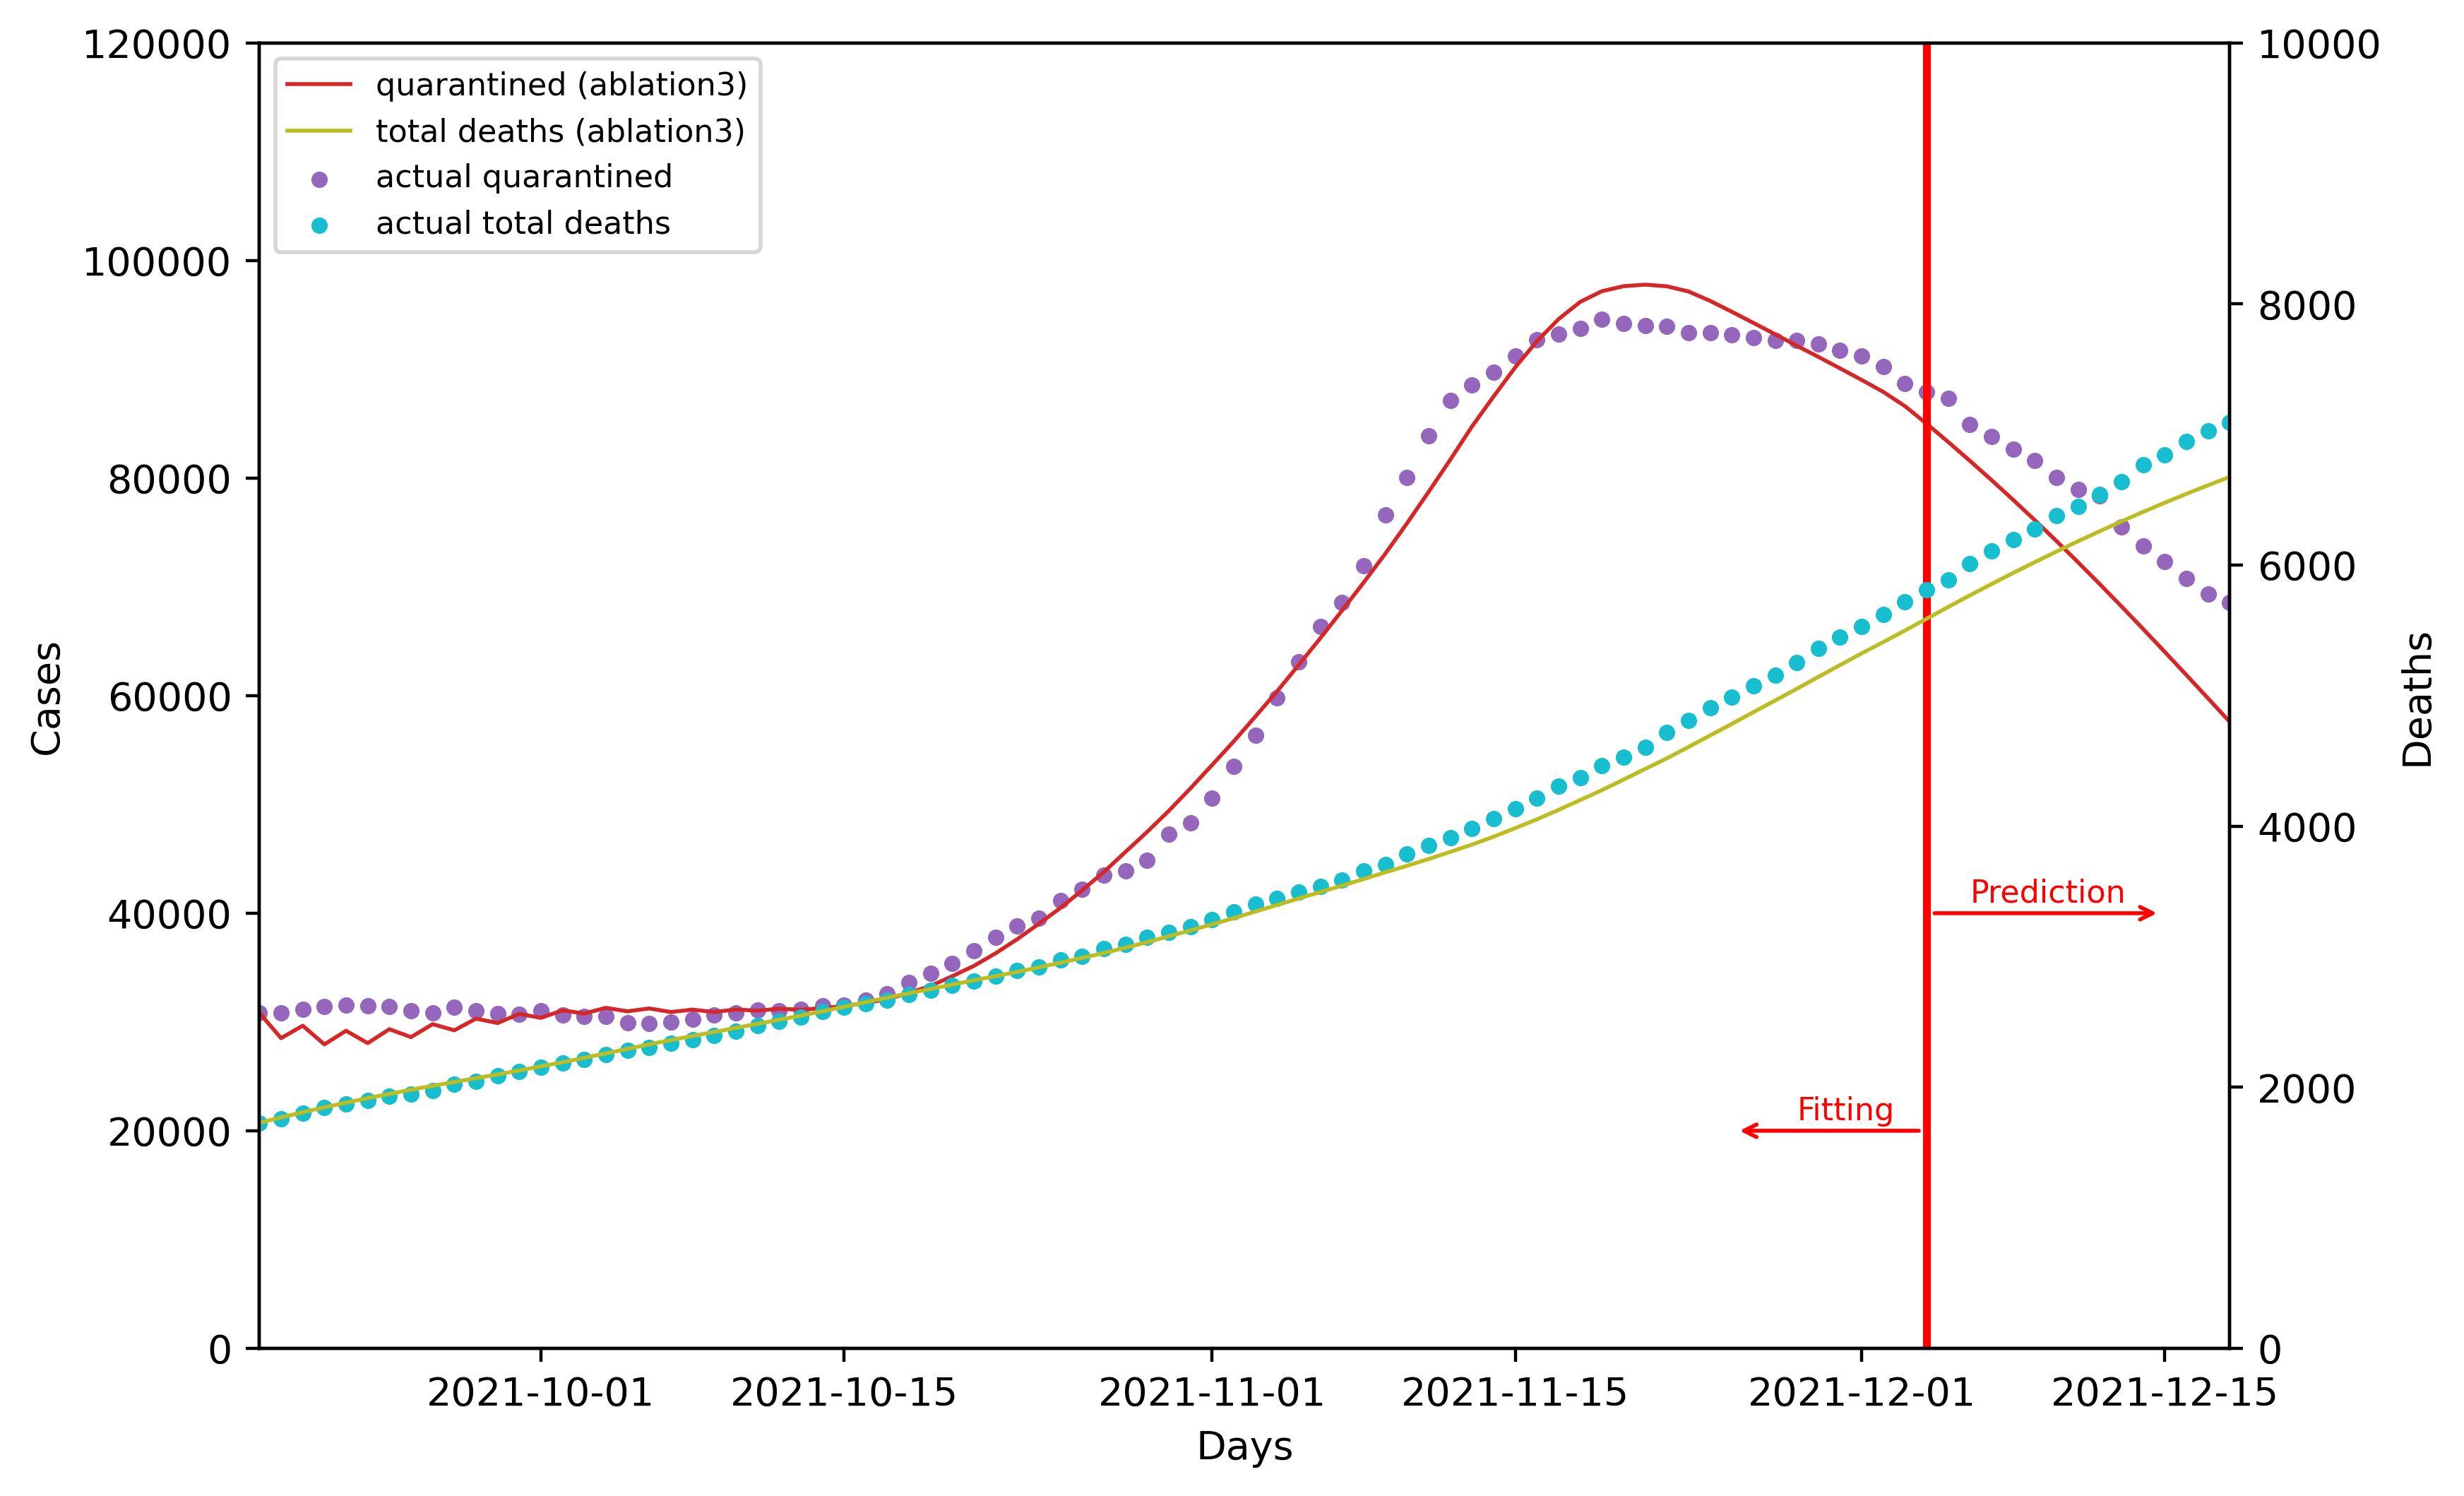 120000
100000
80000
60000
40000
20000
0
Cases
quarantined (ablation3)
total deaths (ablation3)
actual quarantined
actual total deaths
Prediction
Fitting
10000
8000
6000
4000
2000
0
Deaths
2021-10-01
2021-10-15
2021-11-01
2021-11-15
2021-12-01
2021-12-15
Days